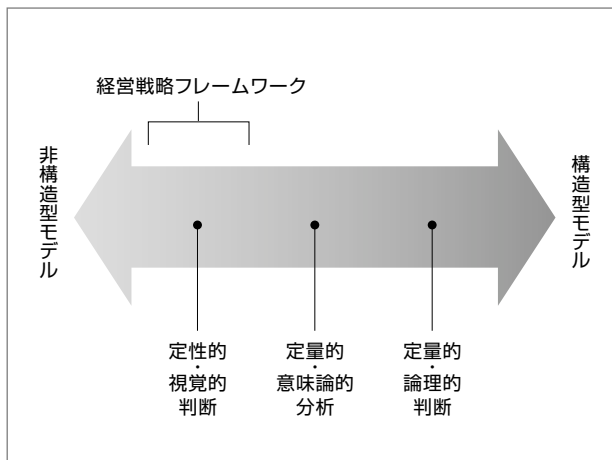 経営戦略フレームワーク
非構造型モデル
構造型モデル
定性的
・
視覚的
判断
定量的
・
意味論的
分析
定量的
・
論理的
判断